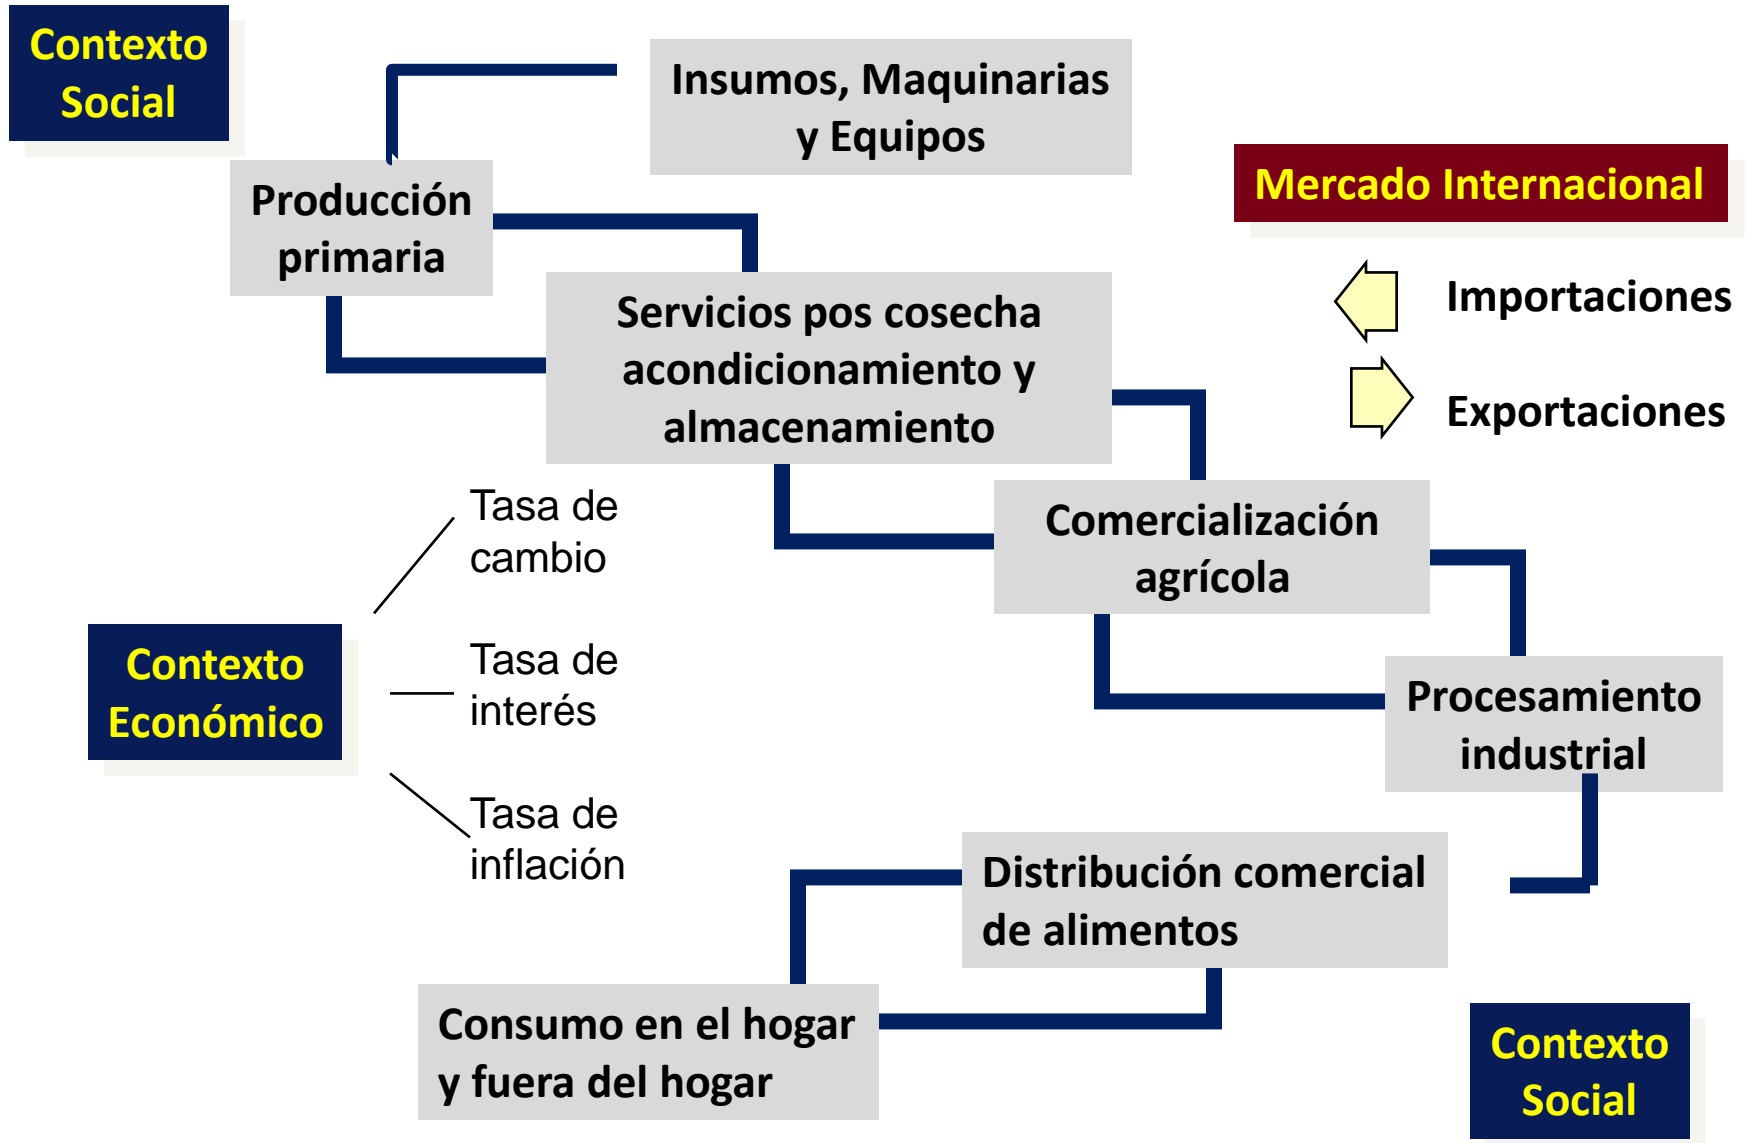 Contexto
Social
Insumos, Maquinarias
y Equipos
Mercado Internacional
Producción
primaria
Importaciones
Servicios pos cosecha
acondicionamiento y
almacenamiento
Exportaciones
Tasa de
cambio
Comercialización
agrícola
Contexto
Económico
Tasa de
interés
Procesamiento
industrial
Tasa de
inflación
Distribución comercial
de alimentos
Consumo en el hogar
y fuera del hogar
Contexto
Social